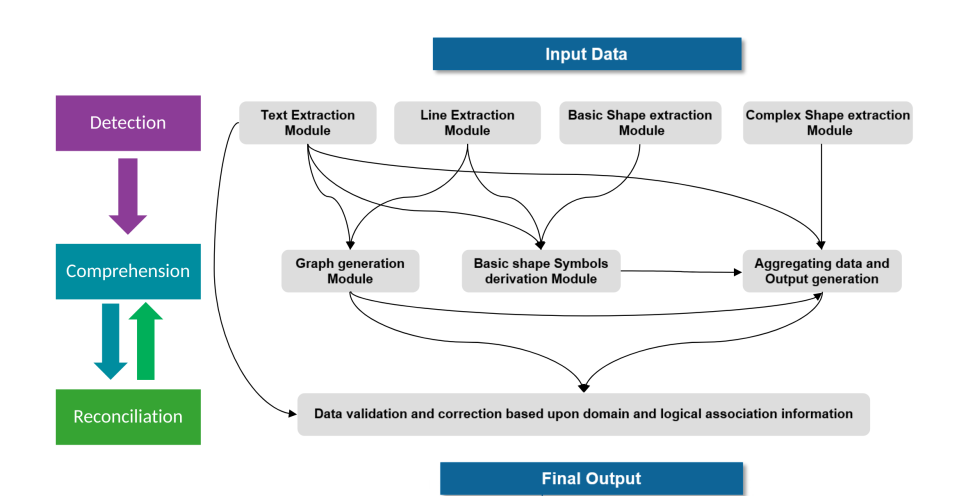 Input Data
Detection
Text Extraction
Module
Line Extraction
Module
Basic Shape extraction
Module
Complex Shape extraction
Module
Comprehension
Graph generation
Module
Basic shape Symbols
derivation Module
Aggregating data and
Output generation
Reconciliation
Data validation and correction based upon domain and logical association information
Final Output